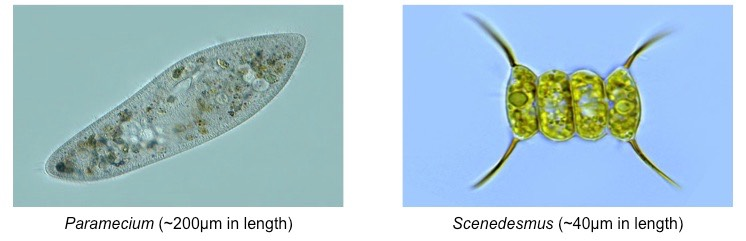 Paramecium (~200µm in length)
Scenedesmus (~40µm in length)